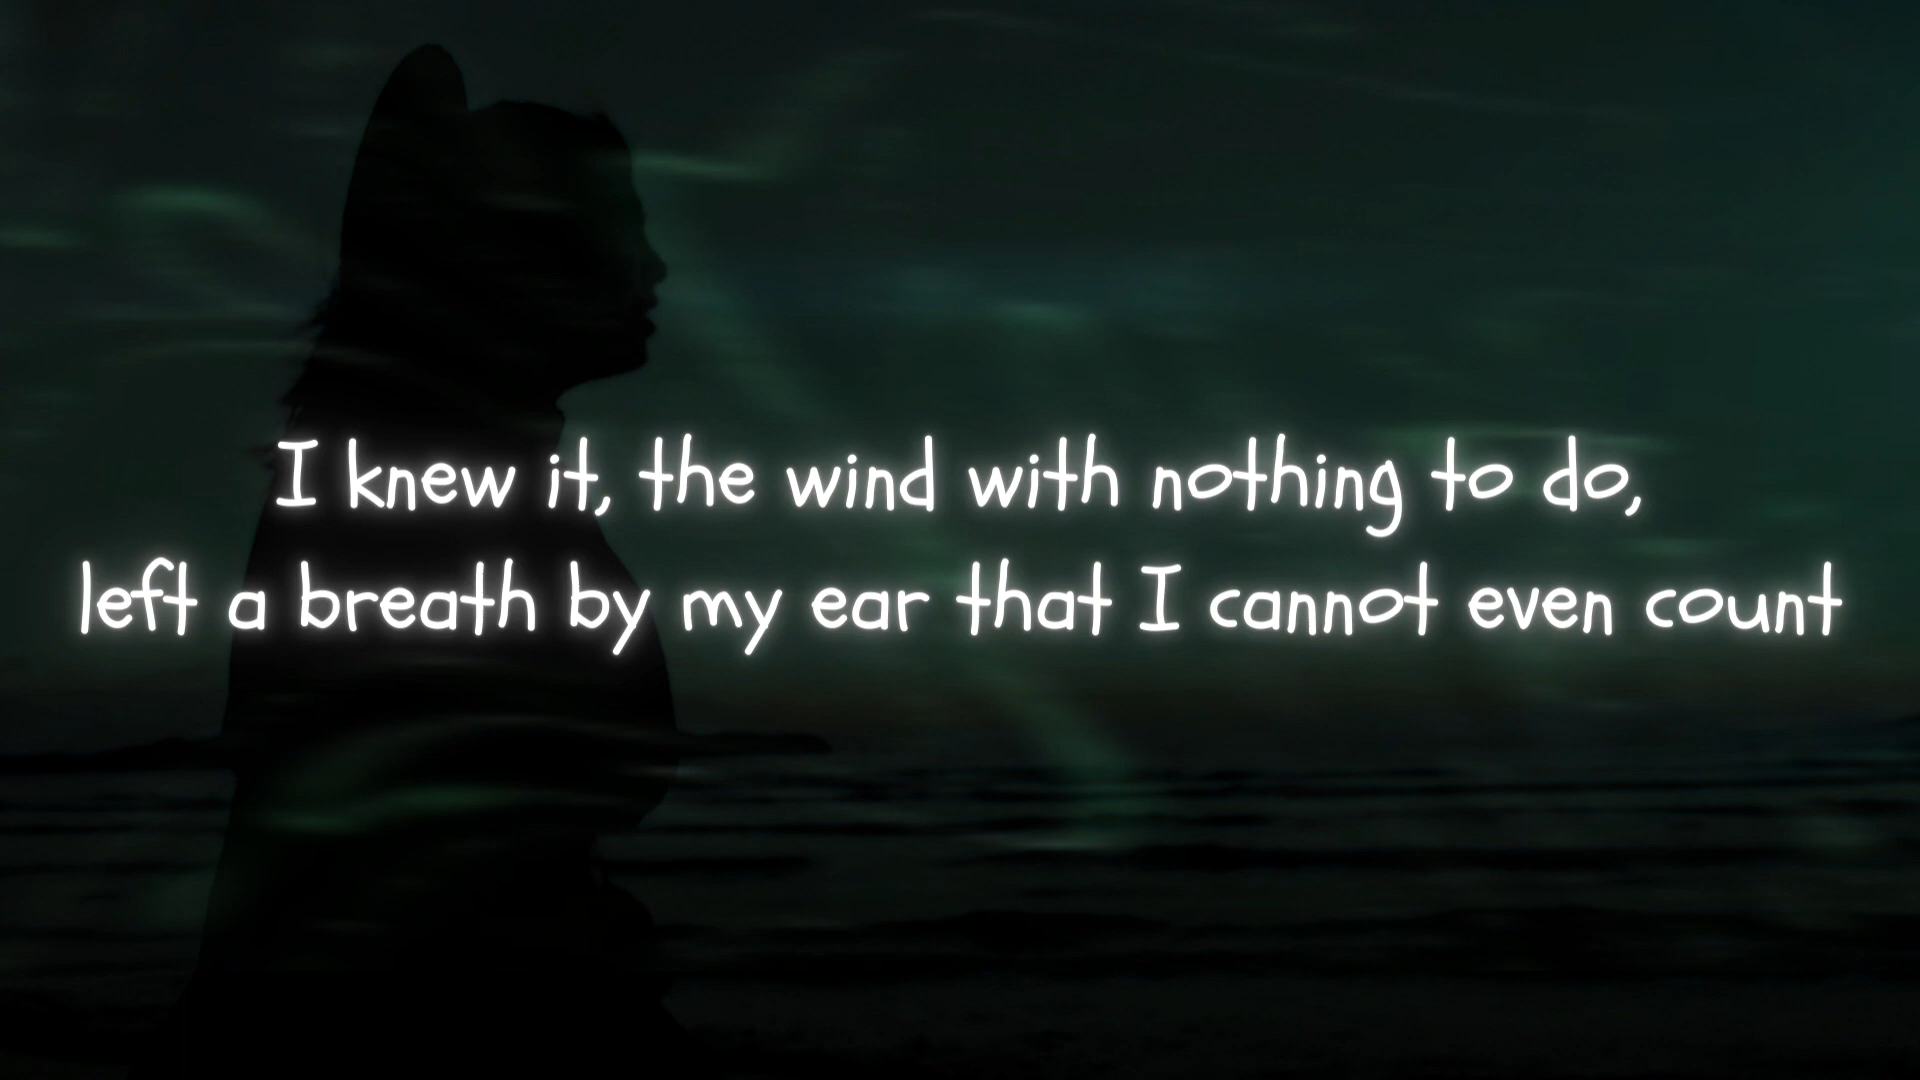 I knew it, the wind with nothing to do,
left a breath by my ear that I cannot even count